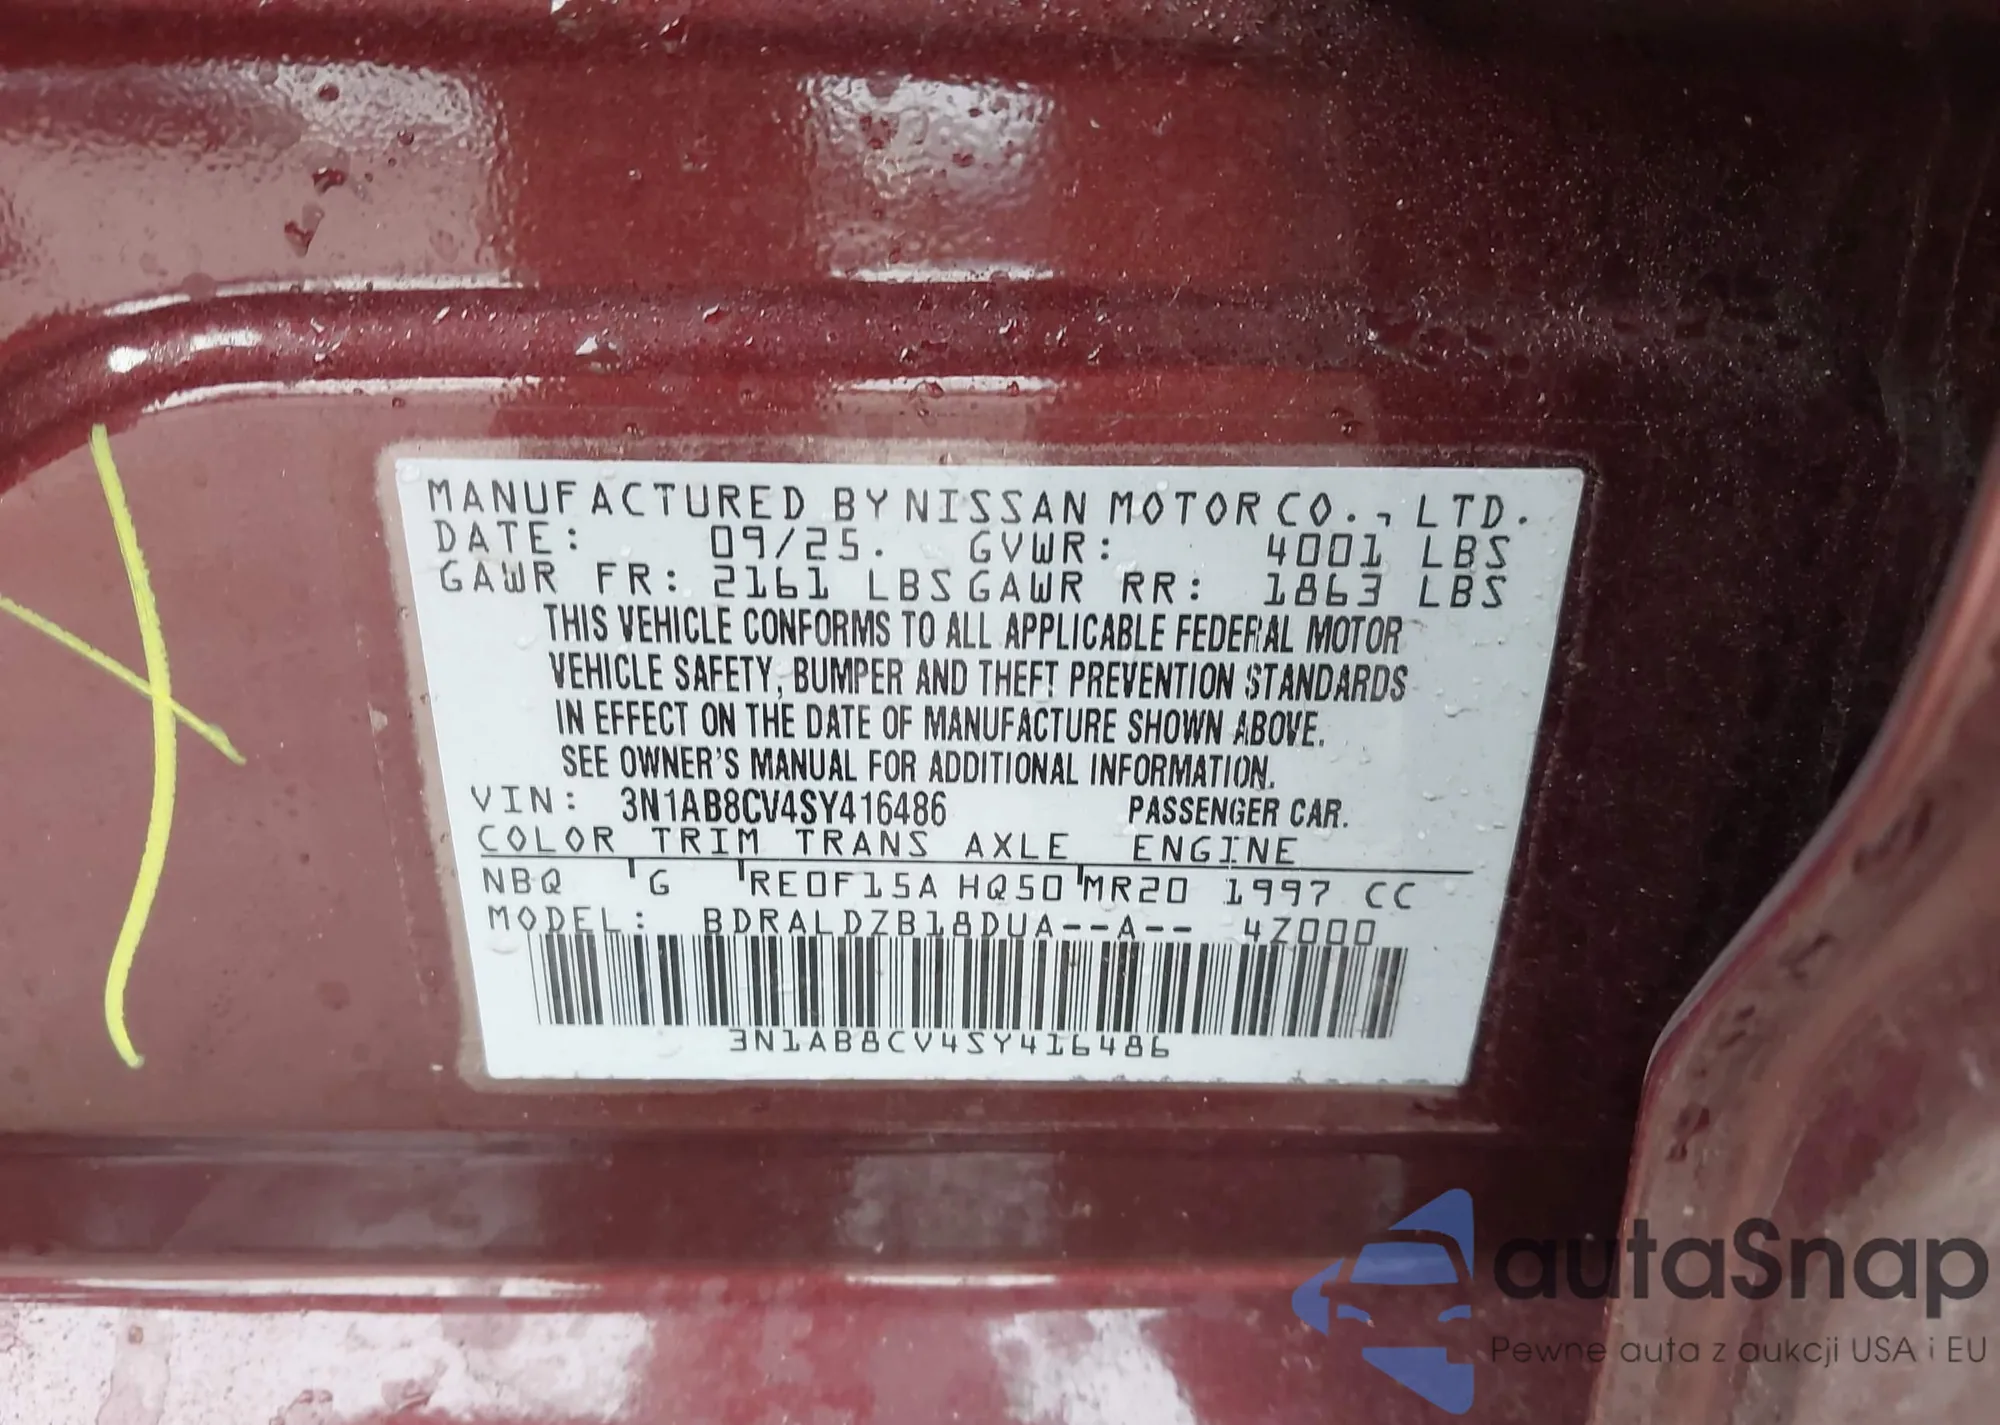 MANUFACTURED BY NISSAN MOTOR CO., LTD.
DATE: 09/25. GVWR: 4001 LBS
GAWR FR: 2161 LBS GAWR RR: 1863 LBS
THIS VEHICLE CONFORMS TO ALL APPLICABLE FEDERAL MOTOR
VEHICLE SAFETY, BUMPER AND THEFT PREVENTION STANDARDS
IN EFFECT ON THE DATE OF MANUFACTURE SHOWN ABOVE.
SEE OWNER'S MANUAL FOR ADDITIONAL INFORMATION.
VIN: 3N1AB8CV4SY416486 PASSENGER CAR.
COLOR TRIM TRANS AXLE ENGINE
NBQ G RE0F15A HQ50 MR20 1997 CC
MODEL: BDRALDZB18DUA--A-- 4Z000
3N1AB8CV4SY416486
autaSnap
Pewne auta z aukcji USA i EU